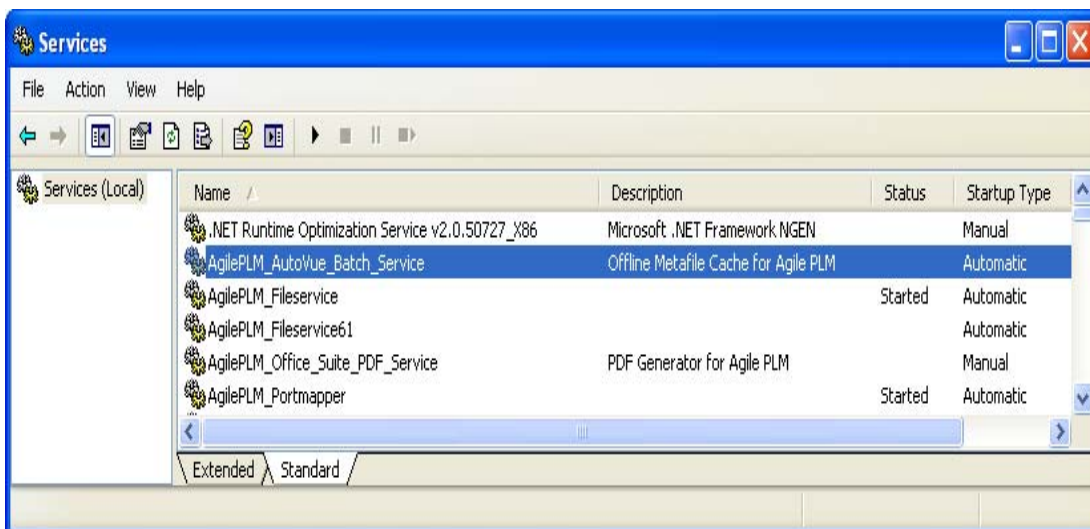 Services
File Action View Help
Services (Local)
Name Description Status Startup Type
.NET Runtime Optimization Service v2.0.50727_X86 Microsoft .NET Framework NGEN Manual
AgilePLM_AutoVue_Batch_Service Offline Metafile Cache for Agile PLM Automatic
AgilePLM_Fileservice Started Automatic
AgilePLM_Fileservice61 Automatic
AgilePLM_Office_Suite_PDF_Service PDF Generator for Agile PLM Manual
AgilePLM_Portmapper Started Automatic
Extended Standard